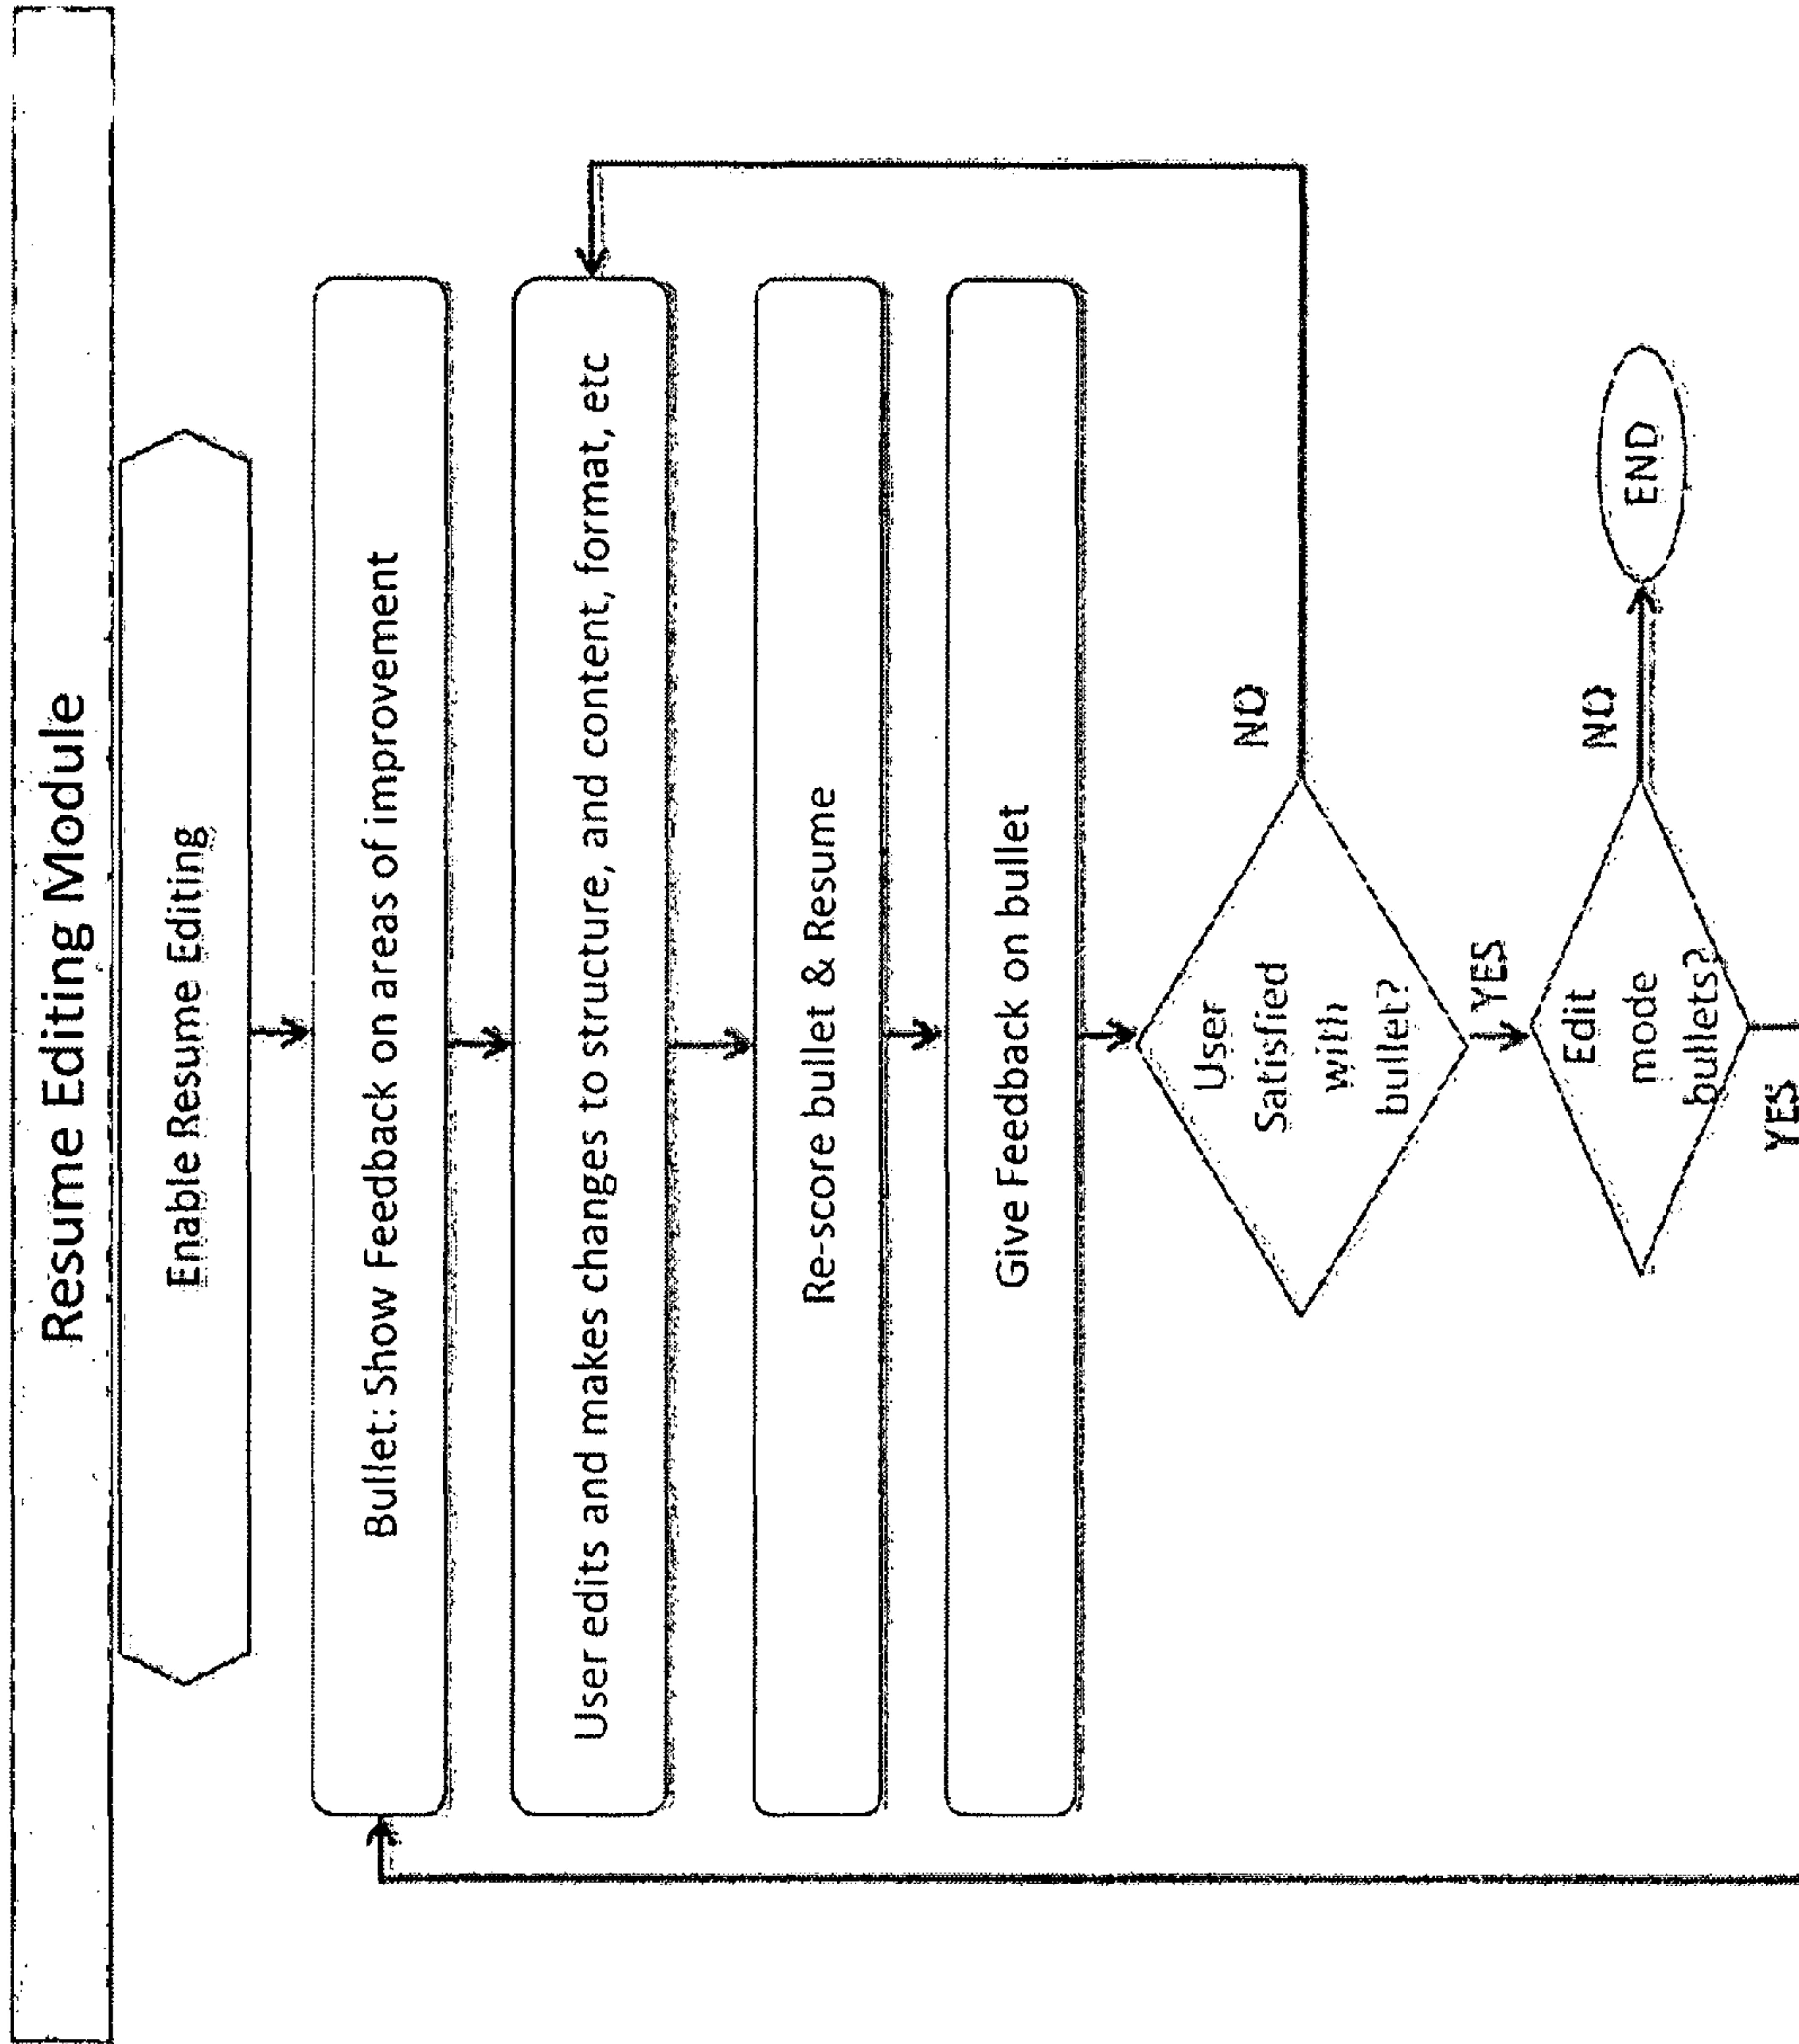 Resume Editing Module
Enable Resume Editing
Bullet: Show Feedback on areas of improvement
User edits and makes changes to structure, and content, format, etc
Re-score bullet & Resume
Give Feedback on bullet
User
Satisfied
with
bullet?
NO
YES
Edit
mode
bullets?
NO
END
YES